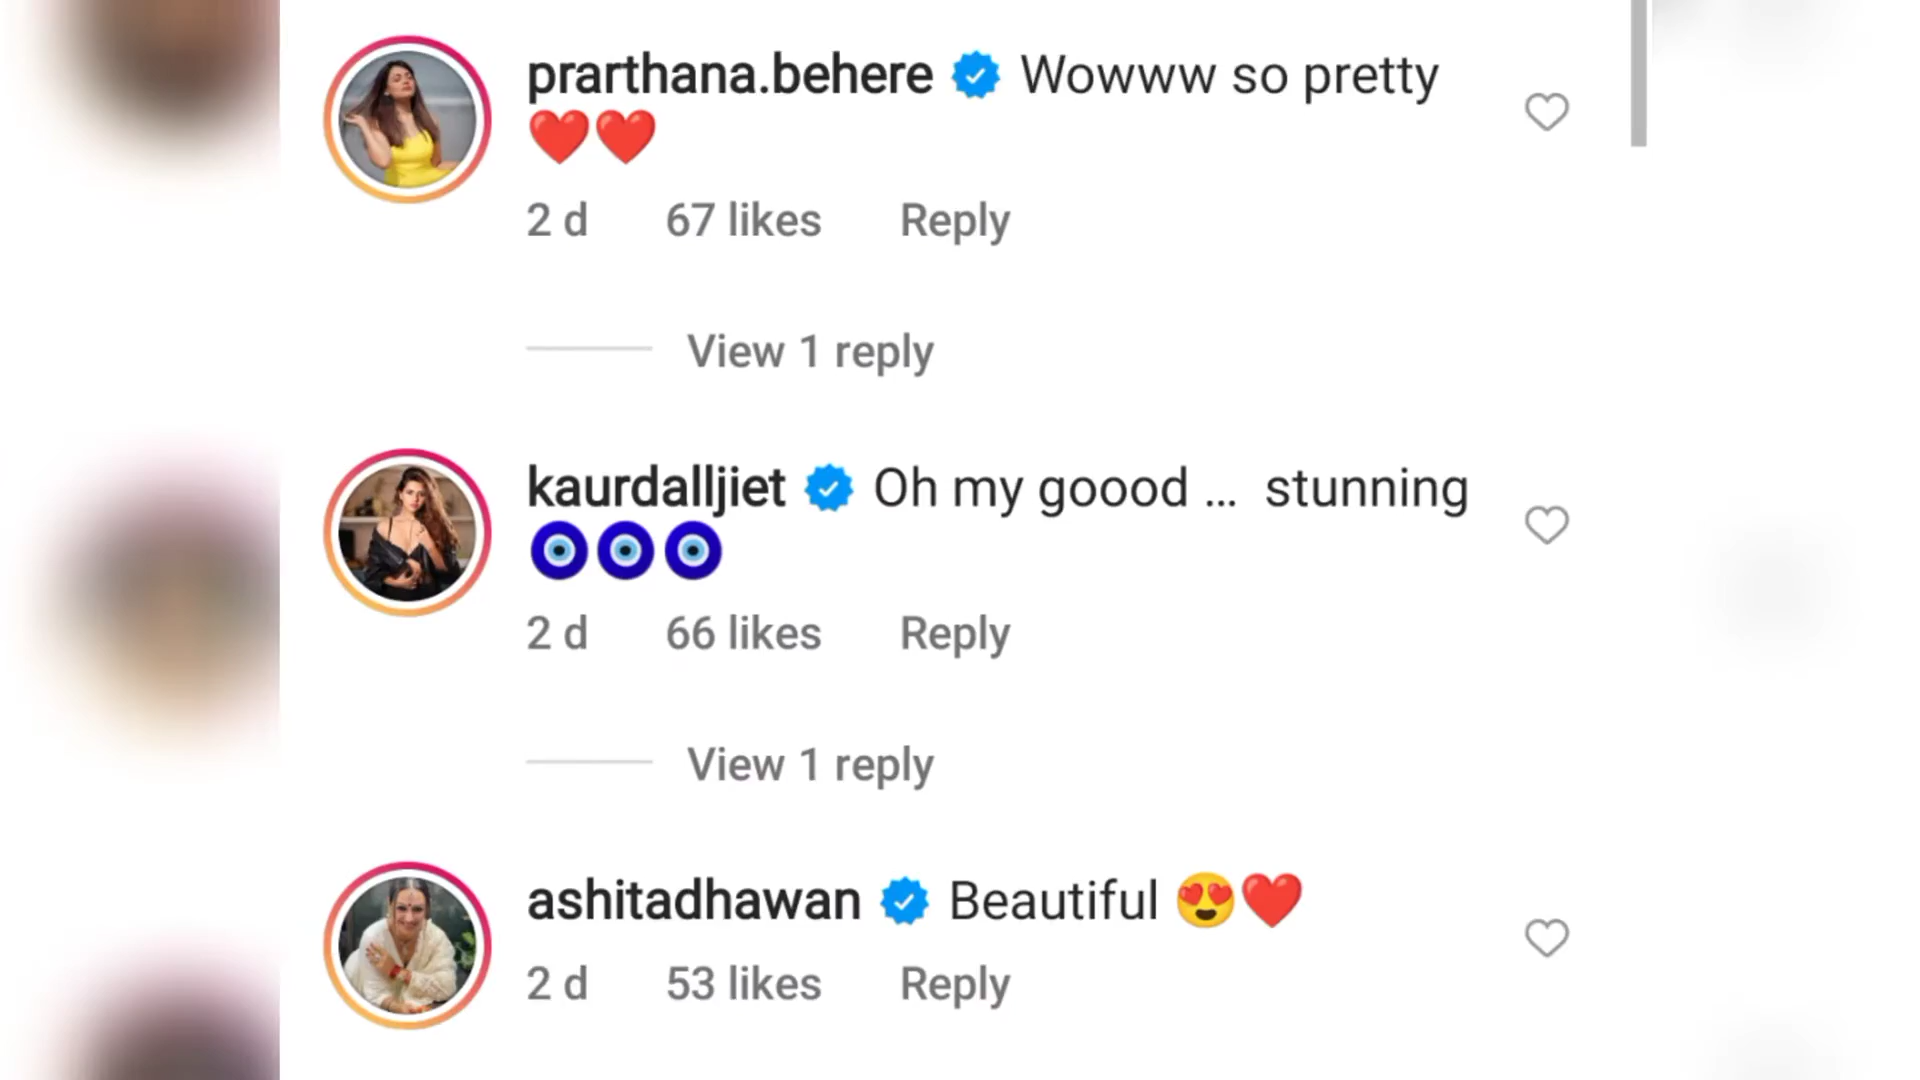 prarthana.behere Wowww so pretty
❤️❤️
2 d 67 likes Reply
View 1 reply
kaurdalljiet Oh my goood ... stunning
🧿🧿🧿
2 d 66 likes Reply
View 1 reply
ashitadhawan Beautiful 😍❤️
2 d 53 likes Reply